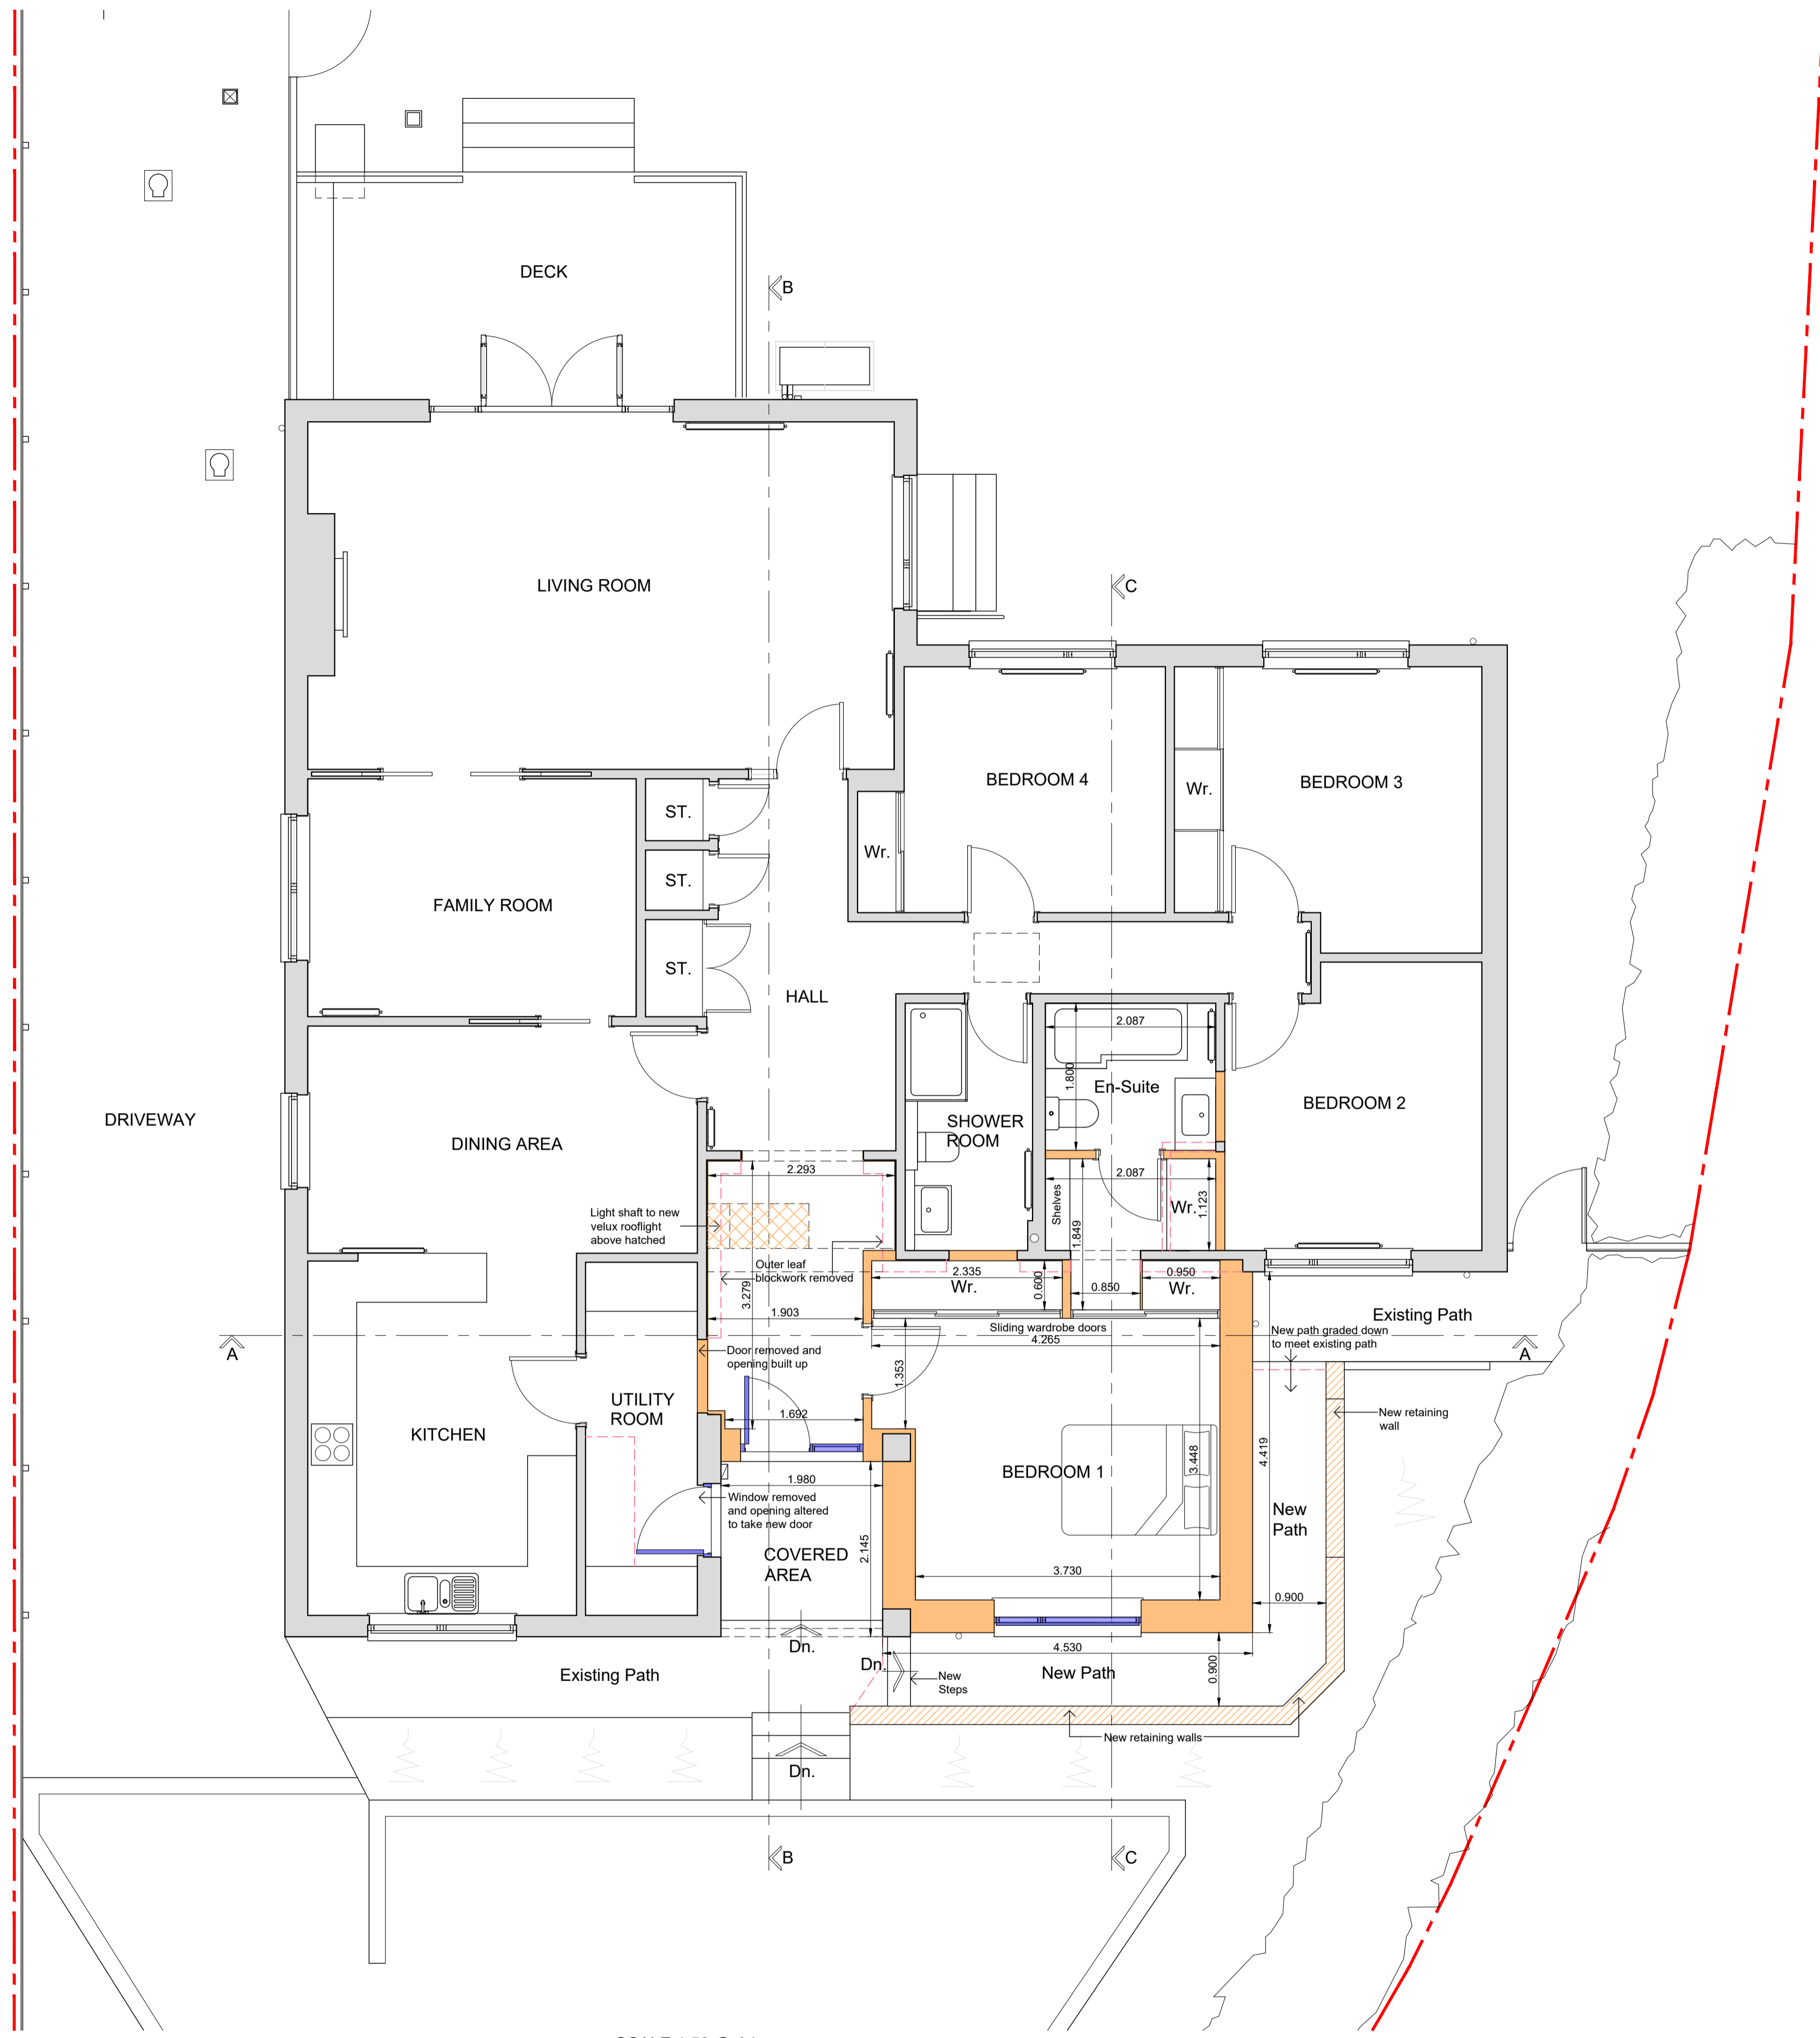 DECK
B
LIVING ROOM
C
BEDROOM 4
BEDROOM 3
Wr.
ST.
Wr.
ST.
FAMILY ROOM
ST.
HALL
2.087
1.800
En-Suite
BEDROOM 2
DRIVEWAY
SHOWER
ROOM
DINING AREA
2.293
2.087
Shelves
Wr.
1.123
1.849
Light shaft to new
velux rooflight
above hatched
Outer leaf
blockwork removed
3.279
2.335
Wr.
0.600
0.850
0.950
Wr.
1.903
Existing Path
Sliding wardrobe doors
4.265
New path graded down
to meet existing path
A
A
Door removed and
opening built up
1.353
UTILITY
ROOM
1.692
New retaining
wall
KITCHEN
4.419
3.448
BEDROOM 1
1.980
Window removed
and opening altered
to take new door
New
Path
2.145
COVERED
AREA
3.730
0.900
Dn.
4.530
Dn.
Existing Path
New
Steps
New Path
0.900
New retaining walls
Dn.
B
C